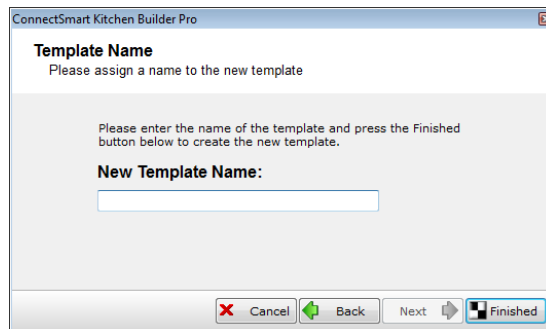 ConnectSmart Kitchen Builder Pro
Template Name
Please assign a name to the new template
Please enter the name of the template and press the Finished
button below to create the new template.
New Template Name:
Cancel Back Next Finished